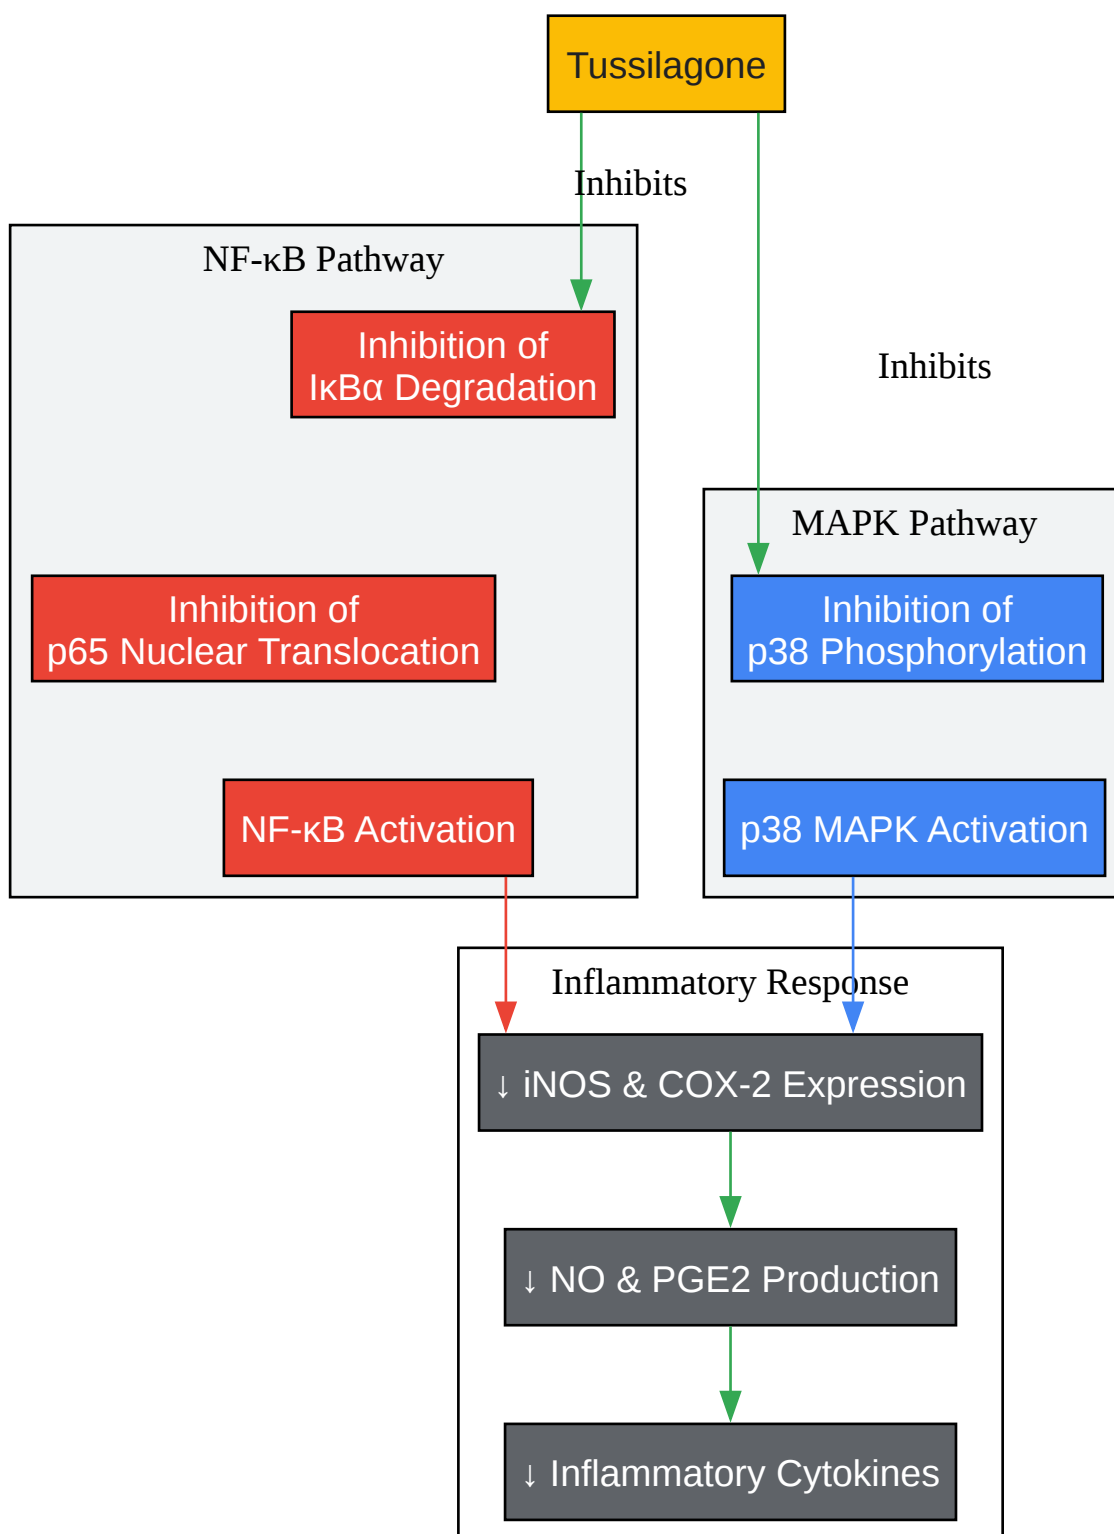 Tussilagone
Inhibits
NF-κB Pathway
Inhibition of
IκBα Degradation
Inhibits
MAPK Pathway
Inhibition of
p65 Nuclear Translocation
Inhibition of
p38 Phosphorylation
NF-κB Activation
p38 MAPK Activation
Inflammatory Response
↓ iNOS & COX-2 Expression
↓ NO & PGE2 Production
↓ Inflammatory Cytokines